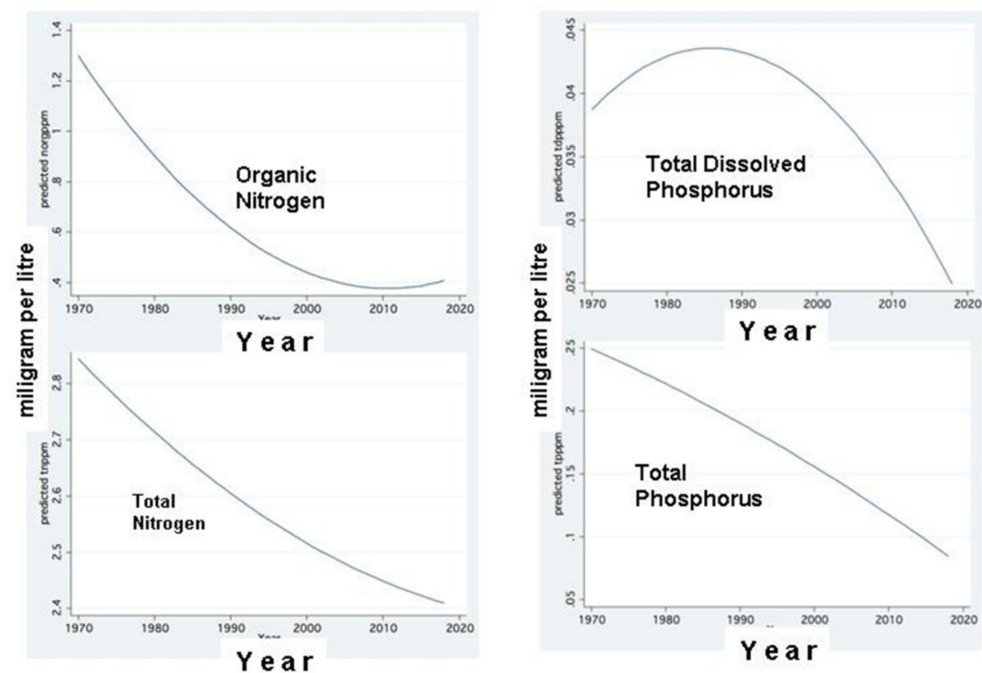 predicted norgppm
1.4
1.2
1
.8
.6
.4
Organic
Nitrogen
1970 1980 1990 2000 2010 2020
Year
miligram per litre
predicted tnppm
2.8
2.7
2.6
2.5
2.4
Total
Nitrogen
1970 1980 1990 2000 2010 2020
Year
Year
predicted tdpppm
.045
.04
.035
.03
.025
Total Dissolved
Phosphorus
1970 1980 1990 2000 2010 2020
Year
miligram per litre
predicted tpppm
.25
.2
.15
.1
.05
Total
Phosphorus
1970 1980 1990 2000 2010 2020
Year